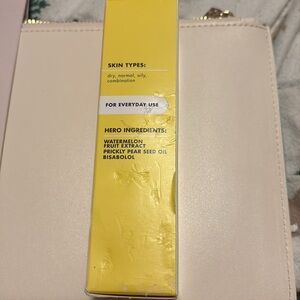 SKIN TYPES:
dry, normal, oily,
combination
FOR EVERYDAY USE
HERO INGREDIENTS:
WATERMELON
FRUIT EXTRACT
PRICKLY PEAR SEED OIL
BISABOLOL